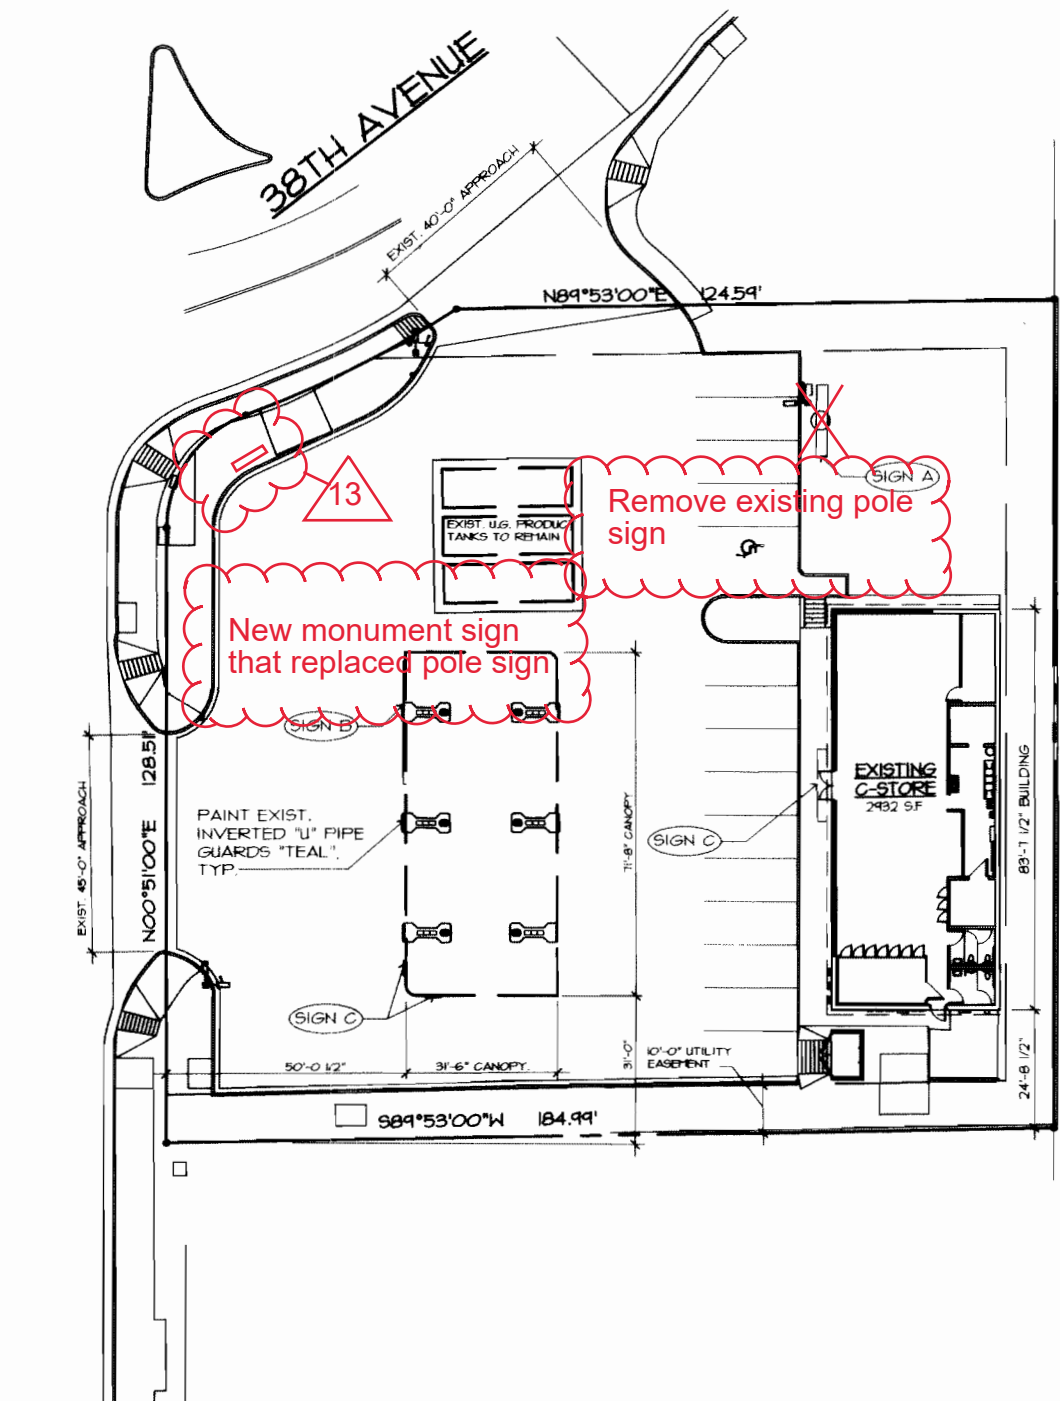 38TH AVENUE
EXIST. 40'-0" APPROACH
N89°53'00"E 124.59'
SIGN A
Remove existing pole
sign
13
EXIST. U.G. PRODUCT
TANKS TO REMAIN
New monument sign
that replaced pole sign
SIGN B
N00°51'00"E 128.51'
EXIST. 45'-0" APPROACH
PAINT EXIST.
INVERTED "U" PIPE
GUARDS "TEAL".
TYP.
71'-8" CANOPY
SIGN C
EXISTING
C-STORE
2932 S.F
83'-7 1/2" BUILDING
SIGN C
50'-0 1/2"
31'-6" CANOPY.
31'-0"
10'-0" UTILITY
EASEMENT
24'-8 1/2"
S89°53'00"W 184.99'